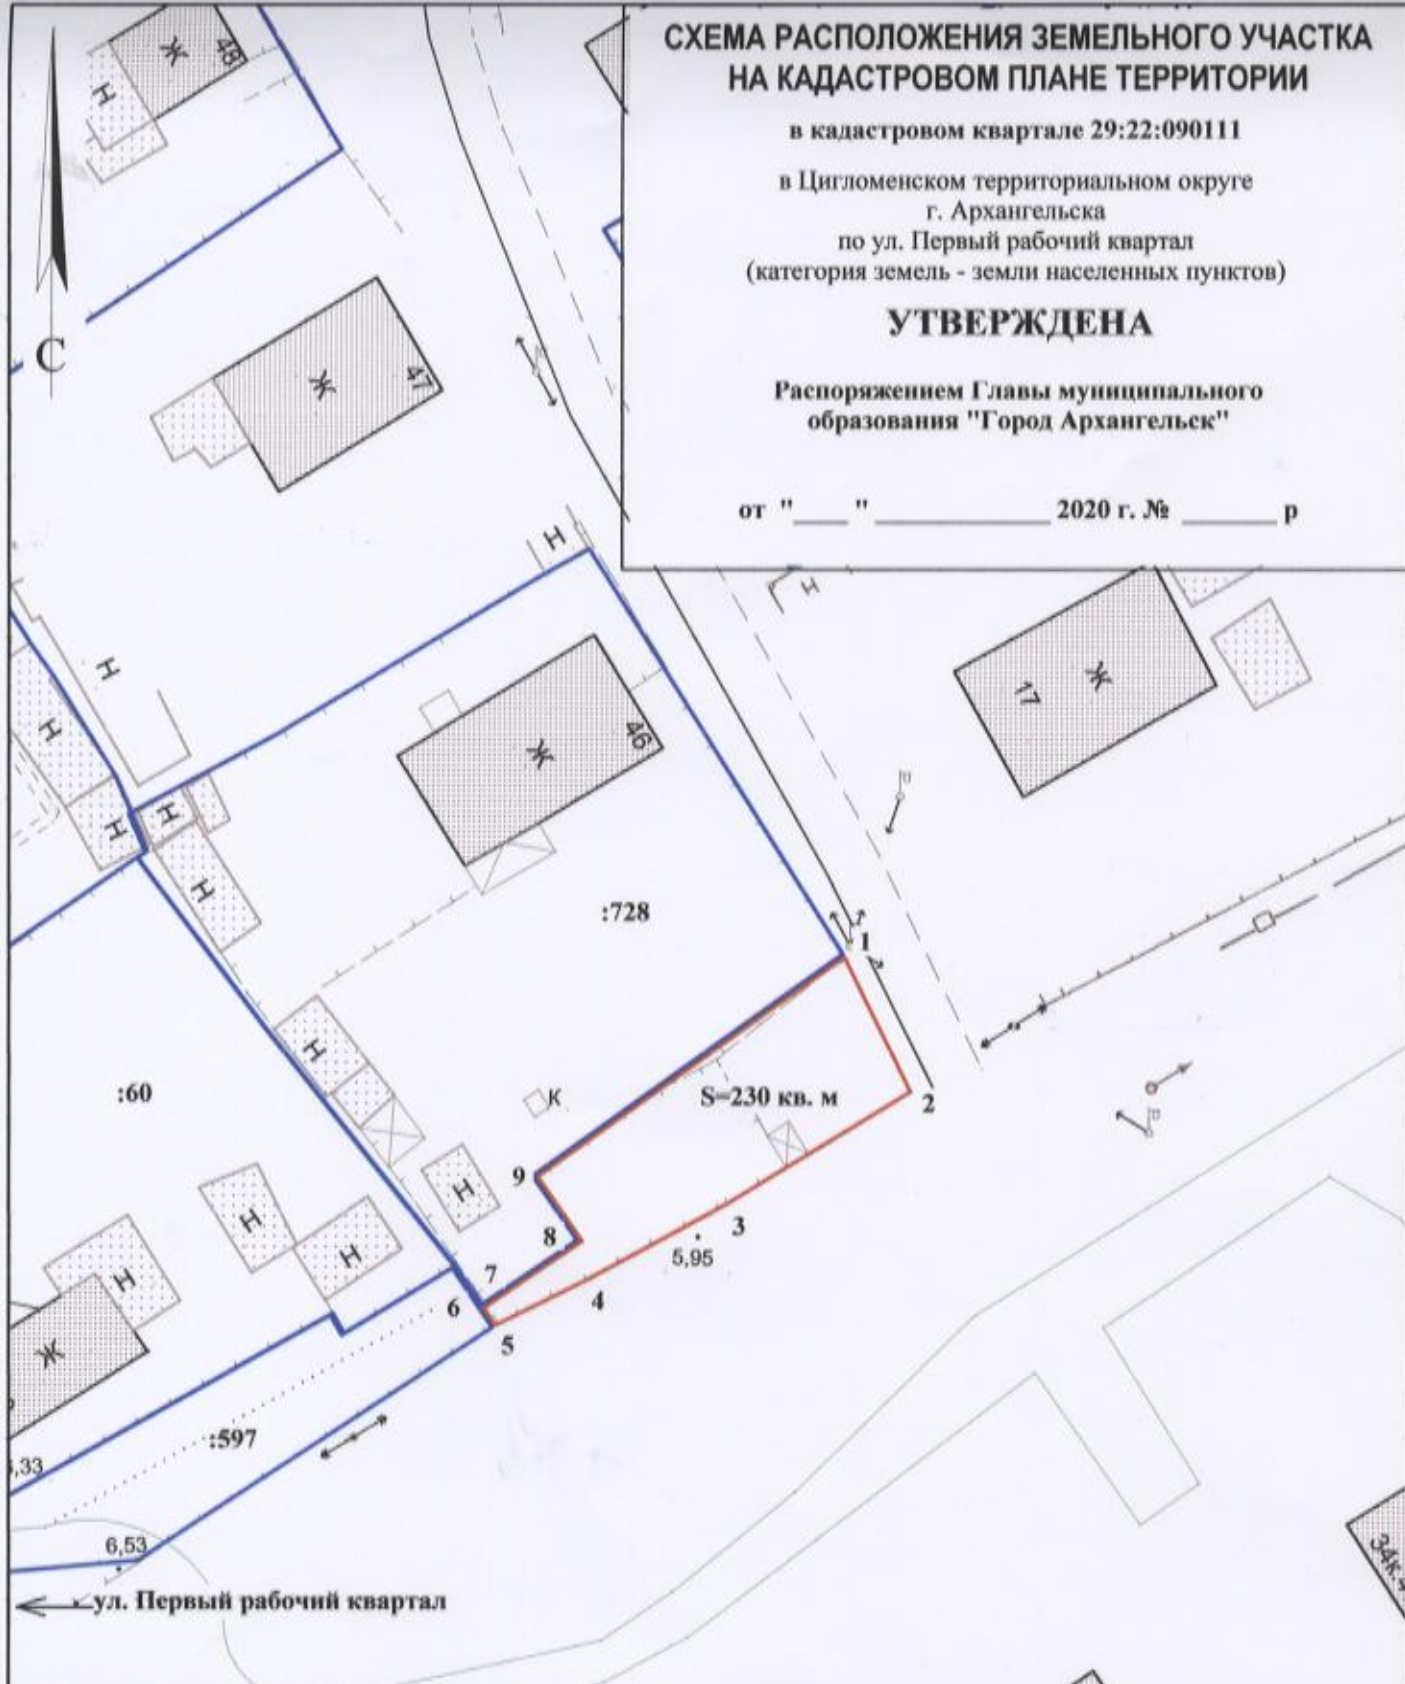 СХЕМА РАСПОЛОЖЕНИЯ ЗЕМЕЛЬНОГО УЧАСТКА
НА КАДАСТРОВОМ ПЛАНЕ ТЕРРИТОРИИ
в кадастровом квартале 29:22:090111
в Цигломенском территориальном округе
г. Архангельска
по ул. Первый рабочий квартал
(категория земель - земли населенных пунктов)
УТВЕРЖДЕНА
Распоряжением Главы муниципального
образования "Город Архангельск"
от "____ " _____________ 2020 г. № _______ р
Ж
48
Н
С
Ж
47
Н
Н
17
Ж
Н
Ж
46
Н
Н
Н
Н
:728
1
Н
:60
К
S=230 кв. м
2
9
Н
Н
8
3
Н
5,95
Н
7
6
4
5
Ж
:597
,33
6,53
34к.
ул. Первый рабочий квартал